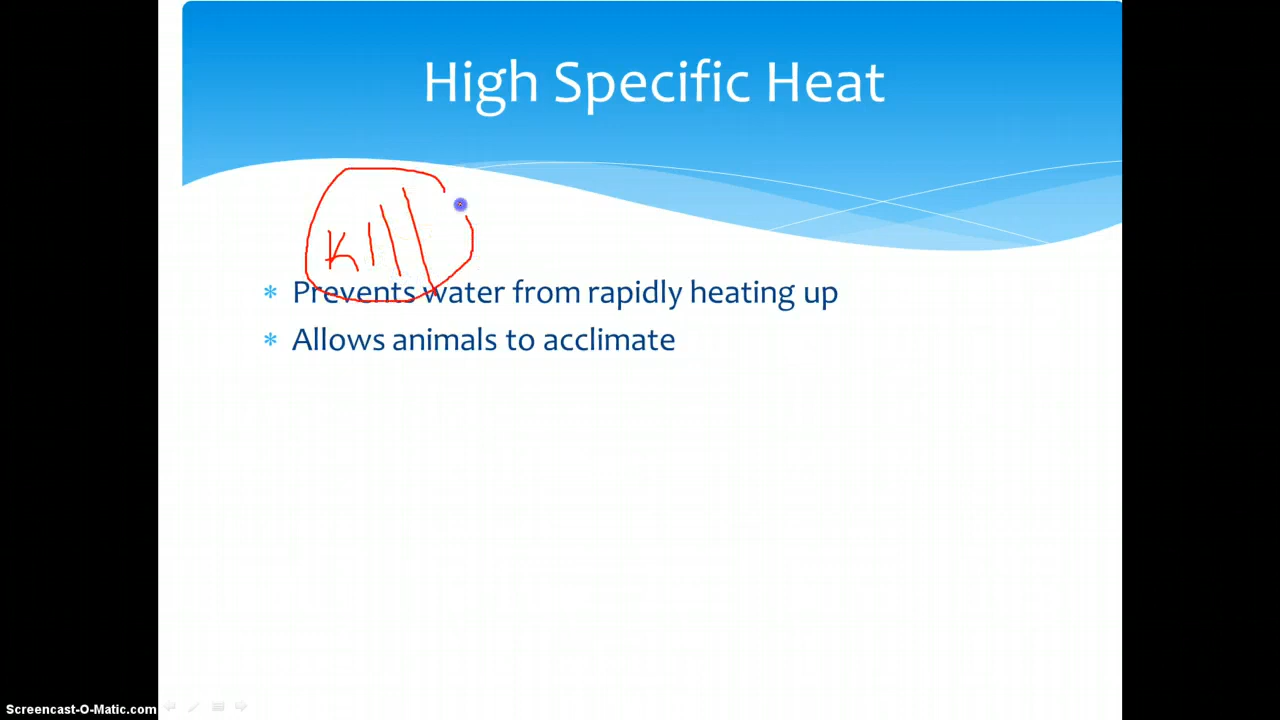 High Specific Heat
Kill
* Prevents water from rapidly heating up
* Allows animals to acclimate
Screencast-O-Matic.com